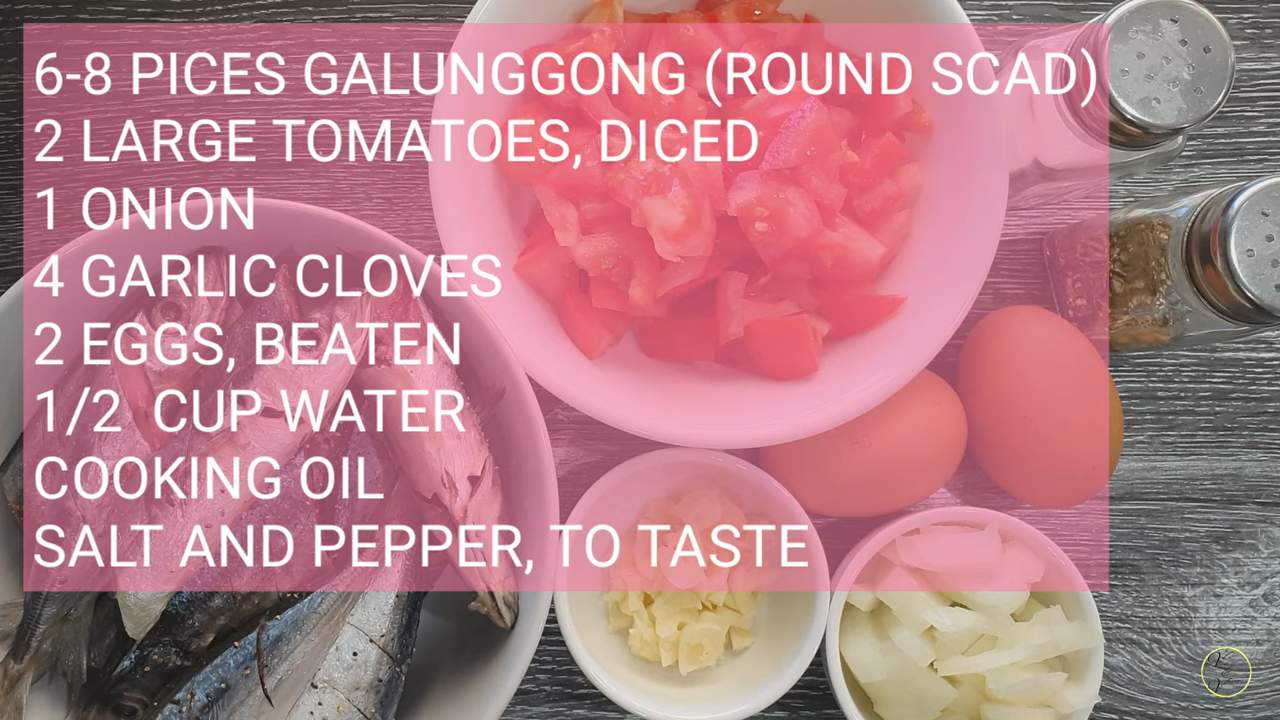 6-8 PICES GALUNGGONG (ROUND SCAD)
2 LARGE TOMATOES, DICED
1 ONION
4 GARLIC CLOVES
2 EGGS, BEATEN
1/2 CUP WATER
COOKING OIL
SALT AND PEPPER, TO TASTE